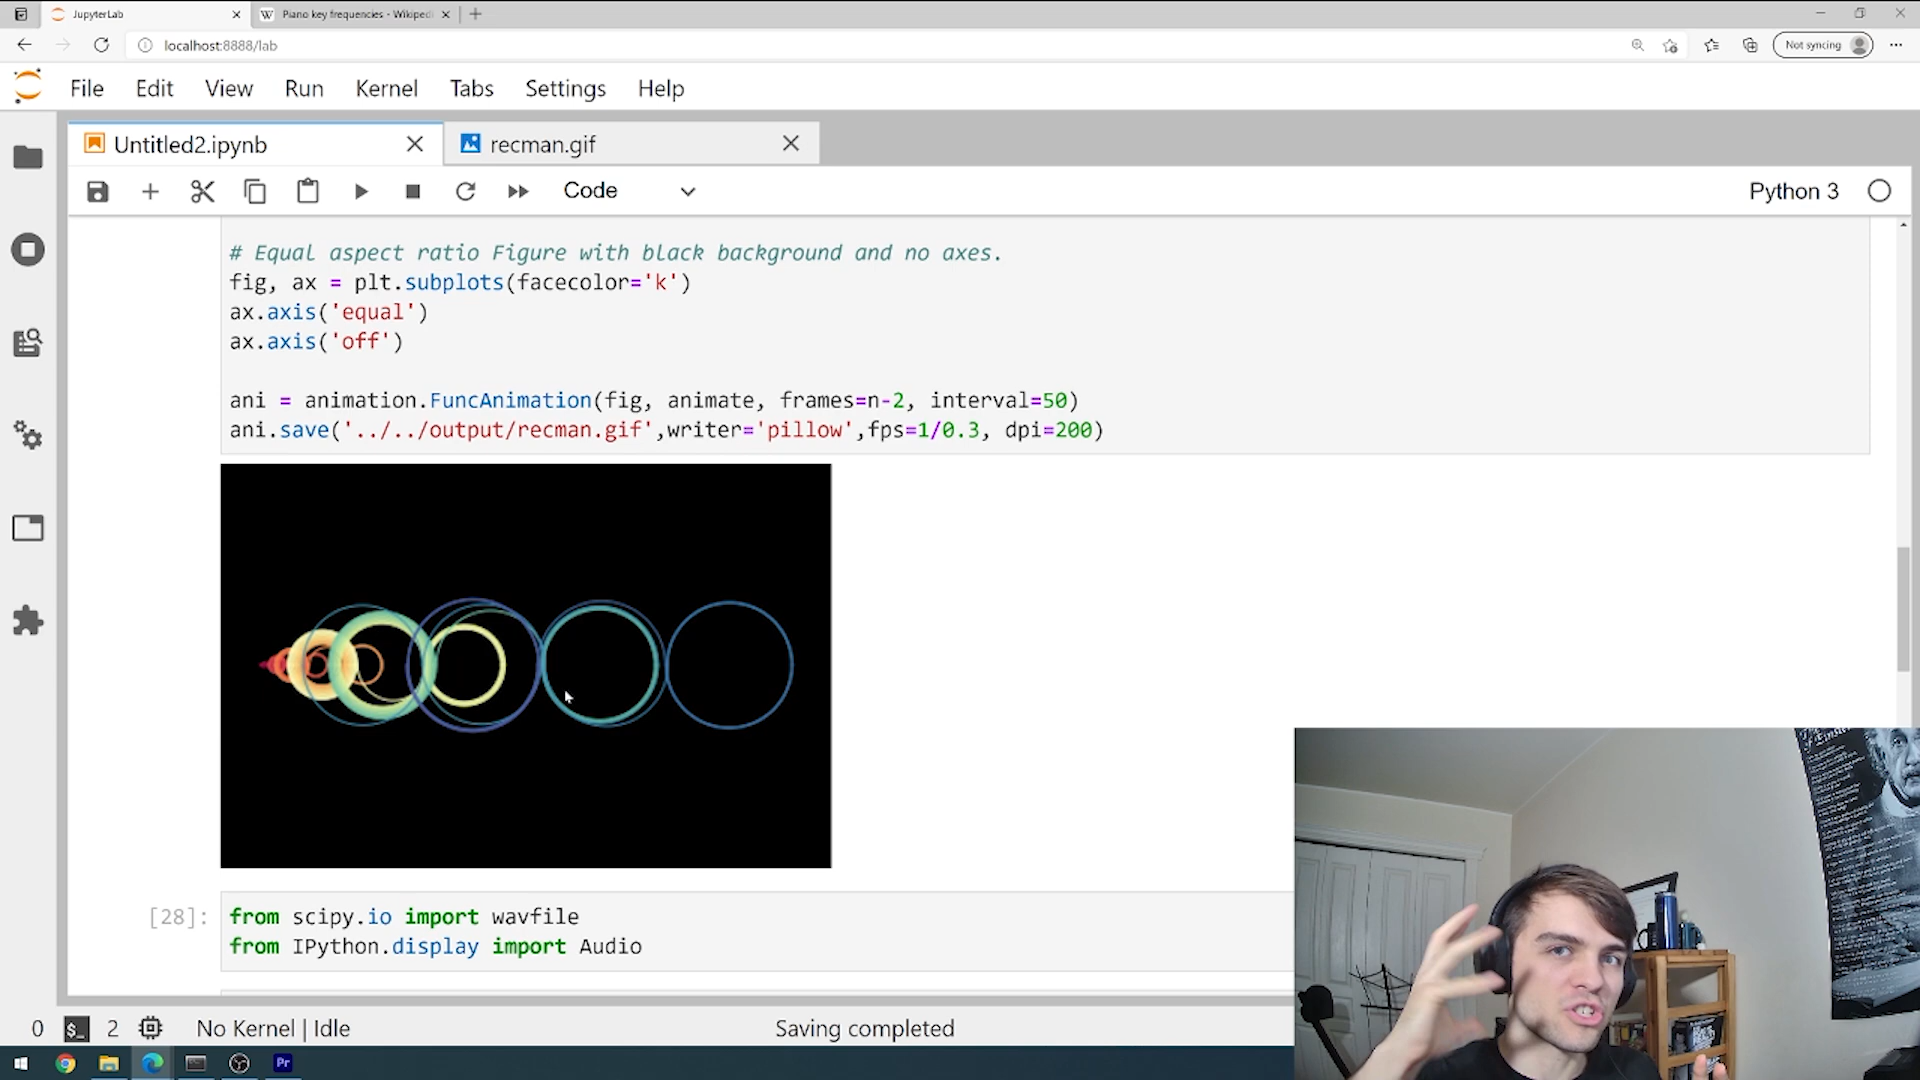 JupyterLab
Piano key frequencies - Wikiped
localhost:8888/lab
Not syncing
File Edit View Run Kernel Tabs Settings Help
Untitled2.ipynb
recman.gif
Code
Python 3
# Equal aspect ratio Figure with black background and no axes.
fig, ax = plt.subplots(facecolor='k')
ax.axis('equal')
ax.axis('off')
ani = animation.FuncAnimation(fig, animate, frames=n-2, interval=50)
ani.save('../../output/recman.gif',writer='pillow',fps=1/0.3, dpi=200)
[28]:
from scipy.io import wavfile
from IPython.display import Audio
0 $_ 2 No Kernel | Idle
Saving completed
Pr